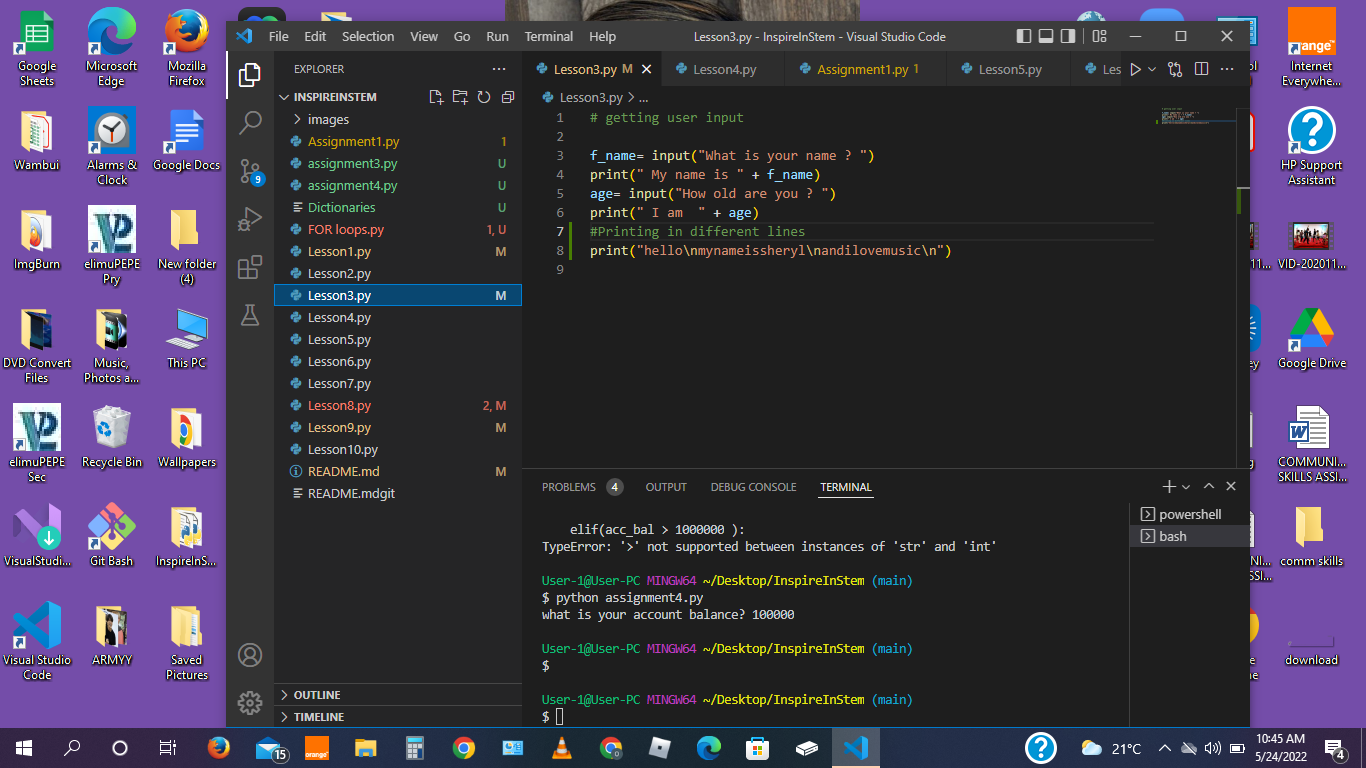 File Edit Selection View Go Run Terminal Help
Lesson3.py - InspireInStem - Visual Studio Code
EXPLORER
INSPIREINSTEM
images
Assignment1.py 1
assignment3.py U
assignment4.py U
Dictionaries U
FOR loops.py 1, U
Lesson1.py M
Lesson2.py
Lesson3.py M
Lesson4.py
Lesson5.py
Lesson6.py
Lesson7.py
Lesson8.py 2, M
Lesson9.py M
Lesson10.py
README.md M
README.mdgit
OUTLINE
TIMELINE
9
Lesson3.py M
Lesson4.py
Assignment1.py 1
Lesson5.py
Les
Lesson3.py > ...
1 # getting user input
2
3 f_name= input("What is your name ? ")
4 print(" My name is " + f_name)
5 age= input("How old are you ? ")
6 print(" I am  " + age)
7 #Printing in different lines
8 print("hello\nmynameissheryl\nandilovemusic\n")
9
PROBLEMS 4 OUTPUT DEBUG CONSOLE TERMINAL
elif(acc_bal > 1000000 ):
TypeError: '>' not supported between instances of 'str' and 'int'
User-1@User-PC MINGW64 ~/Desktop/InspireInStem (main)
$ python assignment4.py
what is your account balance? 100000
User-1@User-PC MINGW64 ~/Desktop/InspireInStem (main)
$
User-1@User-PC MINGW64 ~/Desktop/InspireInStem (main)
$
powershell
bash
Google
Sheets
Microsoft
Edge
Mozilla
Firefox
Wambui
Alarms &
Clock
Google Docs
ImgBurn
elimuPEPE
Pry
New folder
(4)
DVD Convert
Files
Music,
Photos a...
This PC
elimuPEPE
Sec
Recycle Bin
Wallpapers
VisualStudi...
Git Bash
InspireInS...
Visual Studio
Code
ARMYY
Saved
Pictures
orange™
Internet
Everywhe...
HP Support
Assistant
VID-202011...
Google Drive
COMMUNI...
SKILLS ASSI...
comm skills
download
15
orange
21°C
10:45 AM
5/24/2022
4